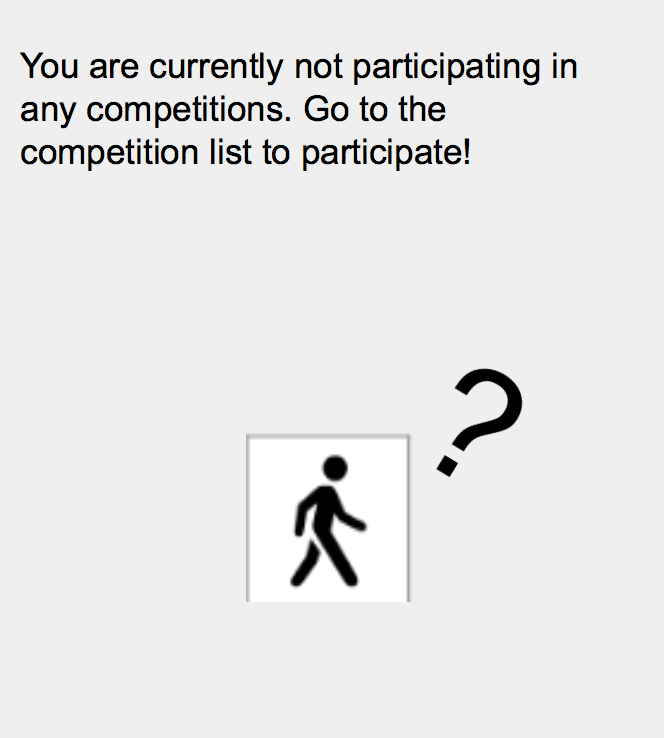 You are currently not participating in
any competitions. Go to the
competition list to participate!
?